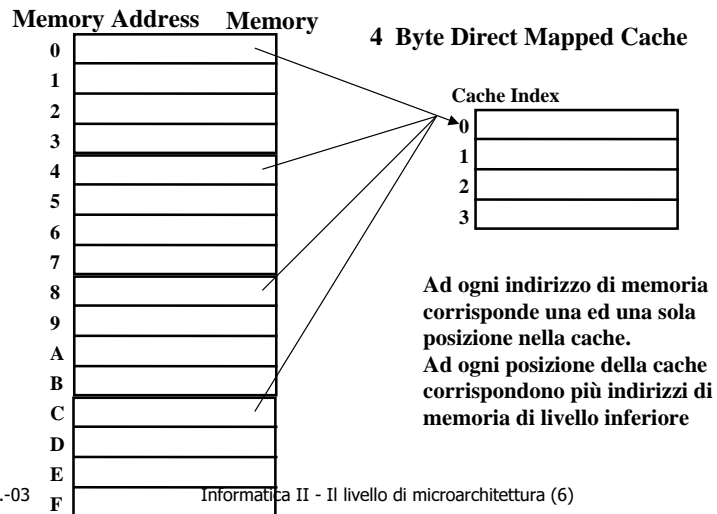 Memory Address Memory
4 Byte Direct Mapped Cache
0
1
2
3
4
5
6
7
8
9
A
B
C
D
E
F
Cache Index
0
1
2
3
Ad ogni indirizzo di memoria
corrisponde una ed una sola
posizione nella cache.
Ad ogni posizione della cache
corrispondono più indirizzi di
memoria di livello inferiore
.-03
Informatica II - Il livello di microarchitettura (6)